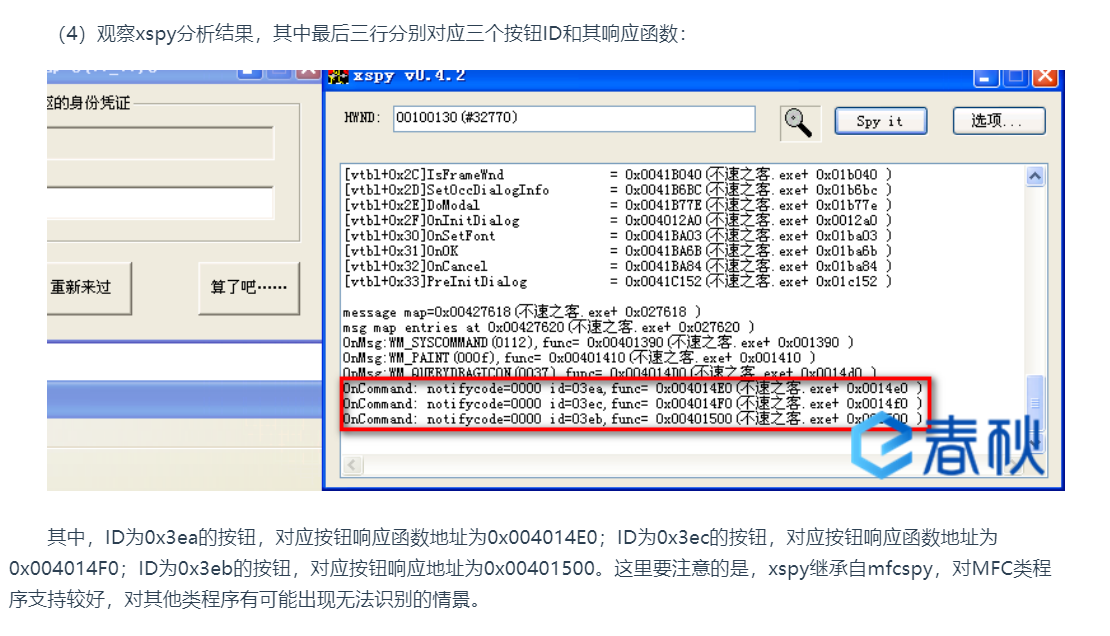 (4) 观察xspy分析结果，其中最后三行分别对应三个按钮ID和其响应函数：
xspy v0.4.2
的身份凭证
HWND: 00100130(#32770)
Spy it
选项...
[vtbl+0x2C]IsFrameWnd = 0x0041B040(不速之客.exe+ 0x01b040 )
[vtbl+0x2D]SetOccDialogInfo = 0x0041B6BC(不速之客.exe+ 0x01b6bc )
[vtbl+0x2E]DoModal = 0x0041B77E(不速之客.exe+ 0x01b77e )
[vtbl+0x2F]OnInitDialog = 0x004012A0(不速之客.exe+ 0x0012a0 )
[vtbl+0x30]OnSetFont = 0x0041BA03(不速之客.exe+ 0x01ba03 )
[vtbl+0x31]OnOK = 0x0041BA6B(不速之客.exe+ 0x01ba6b )
[vtbl+0x32]OnCancel = 0x0041BA84(不速之客.exe+ 0x01ba84 )
[vtbl+0x33]PreInitDialog = 0x0041C152(不速之客.exe+ 0x01c152 )
重新来过
算了吧……
message map=0x00427618(不速之客.exe+ 0x027618 )
msg map entries at 0x00427620(不速之客.exe+ 0x027620 )
OnMsg:WM_SYSCOMMAND(0112),func= 0x00401390(不速之客.exe+ 0x001390 )
OnMsg:WM_PAINT(000f),func= 0x00401410(不速之客.exe+ 0x001410 )
OnMsg:WM_QUERYDRAGICON(0037),func= 0x004014D0(不速之客.exe+ 0x0014d0 )
OnCommand: notifycode=0000 id=03ea,func= 0x004014E0(不速之客.exe+ 0x0014e0 )
OnCommand: notifycode=0000 id=03ec,func= 0x004014F0(不速之客.exe+ 0x0014f0 )
OnCommand: notifycode=0000 id=03eb,func= 0x00401500(不速之客.exe+
春秋
其中，ID为0x3ea的按钮，对应按钮响应函数地址为0x004014E0；ID为0x3ec的按钮，对应按钮响应函数地址为
0x004014F0；ID为0x3eb的按钮，对应按钮响应地址为0x00401500。这里要注意的是，xspy继承自mfcspy，对MFC类程
序支持较好，对其他类程序有可能出现无法识别的情景。